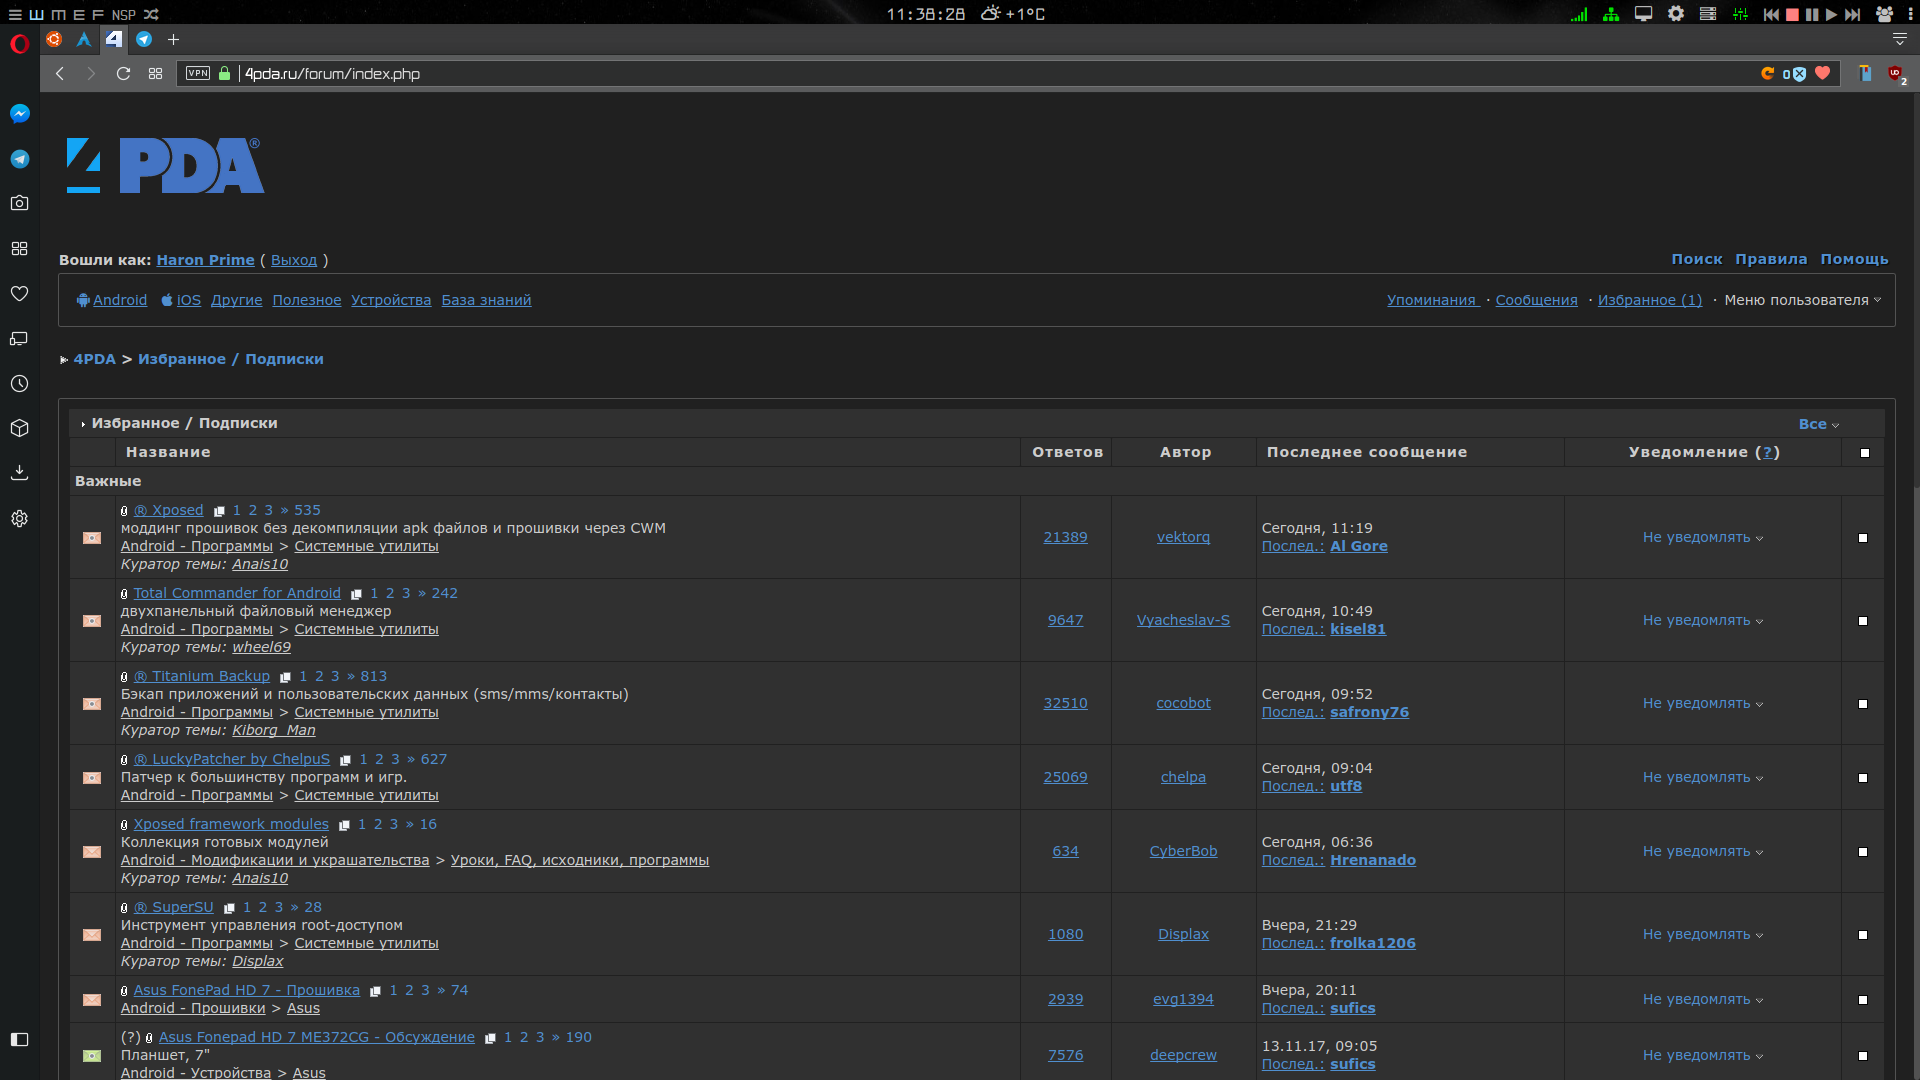 Ш M E F NSP 11:38:28 +1°C
VPN 4pda.ru/forum/index.php 0 2
4 PDA®
Вошли как: Haron Prime ( Выход ) Поиск Правила Помощь
Android iOS Другие Полезное Устройства База знаний Упоминания · Сообщения · Избранное (1) · Меню пользователя
4PDA > Избранное / Подписки
Избранное / Подписки Все
Название Ответов Автор Последнее сообщение Уведомление (?)
Важные
® Xposed 1 2 3 » 535
моддинг прошивок без декомпиляции apk файлов и прошивки через CWM
Android - Программы > Системные утилиты
Куратор темы: Anais10
21389 vektorq
Сегодня, 11:19
Послед.: Al Gore
Не уведомлять
Total Commander for Android 1 2 3 » 242
двухпанельный файловый менеджер
Android - Программы > Системные утилиты
Куратор темы: wheel69
9647 Vyacheslav-S
Сегодня, 10:49
Послед.: kisel81
Не уведомлять
® Titanium Backup 1 2 3 » 813
Бэкап приложений и пользовательских данных (sms/mms/контакты)
Android - Программы > Системные утилиты
Куратор темы: Kiborg_Man
32510 cocobot
Сегодня, 09:52
Послед.: safrony76
Не уведомлять
® LuckyPatcher by ChelpuS 1 2 3 » 627
Патчер к большинству программ и игр.
Android - Программы > Системные утилиты
25069 chelpa
Сегодня, 09:04
Послед.: utf8
Не уведомлять
Xposed framework modules 1 2 3 » 16
Коллекция готовых модулей
Android - Модификации и украшательства > Уроки, FAQ, исходники, программы
Куратор темы: Anais10
634 CyberBob
Сегодня, 06:36
Послед.: Hrenanado
Не уведомлять
® SuperSU 1 2 3 » 28
Инструмент управления root-доступом
Android - Программы > Системные утилиты
Куратор темы: Displax
1080 Displax
Вчера, 21:29
Послед.: frolka1206
Не уведомлять
Asus FonePad HD 7 - Прошивка 1 2 3 » 74
Android - Прошивки > Asus
2939 evg1394
Вчера, 20:11
Послед.: sufics
Не уведомлять
(?) Asus Fonepad HD 7 ME372CG - Обсуждение 1 2 3 » 190
Планшет, 7"
Android - Устройства > Asus
7576 deepcrew
13.11.17, 09:05
Послед.: sufics
Не уведомлять